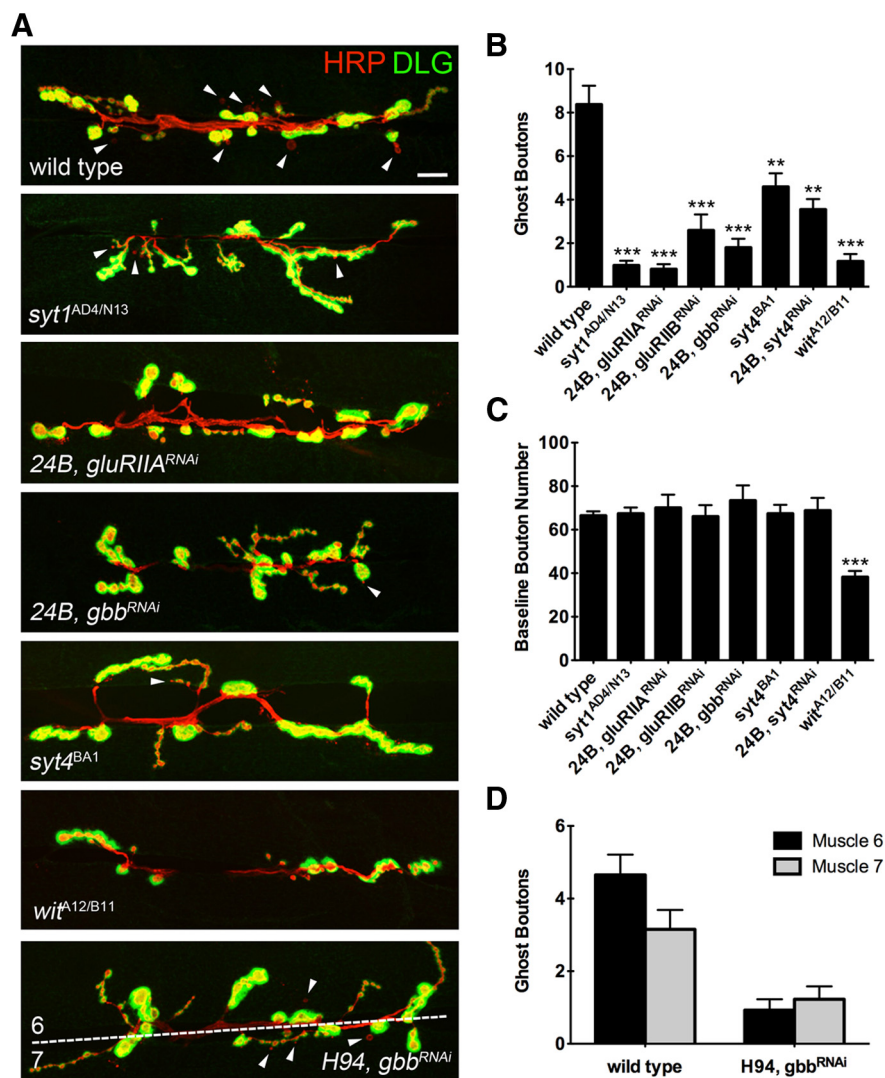 A
HRP DLG
wild type
syt1AD4/N13
24B, gluRIIARNAi
24B, gbbRNAi
syt4BA1
witA12/B11
6
7
H94, gbbRNAi
B
Ghost Boutons
10
8
6
4
2
0
***
***
***
***
**
**
***
wild type
syt1AD4/N13
24B, gluRIIARNAi
24B, gluRIIBRNAi
24B, gbbRNAi
syt4BA1
24B, syt4RNAi
witA12/B11
C
Baseline Bouton Number
100
80
60
40
20
0
***
wild type
syt1AD4/N13
24B, gluRIIARNAi
24B, gluRIIBRNAi
24B, gbbRNAi
syt4BA1
24B, syt4RNAi
witA12/B11
D
Ghost Boutons
6
4
2
0
Muscle 6
Muscle 7
wild type
H94, gbbRNAi